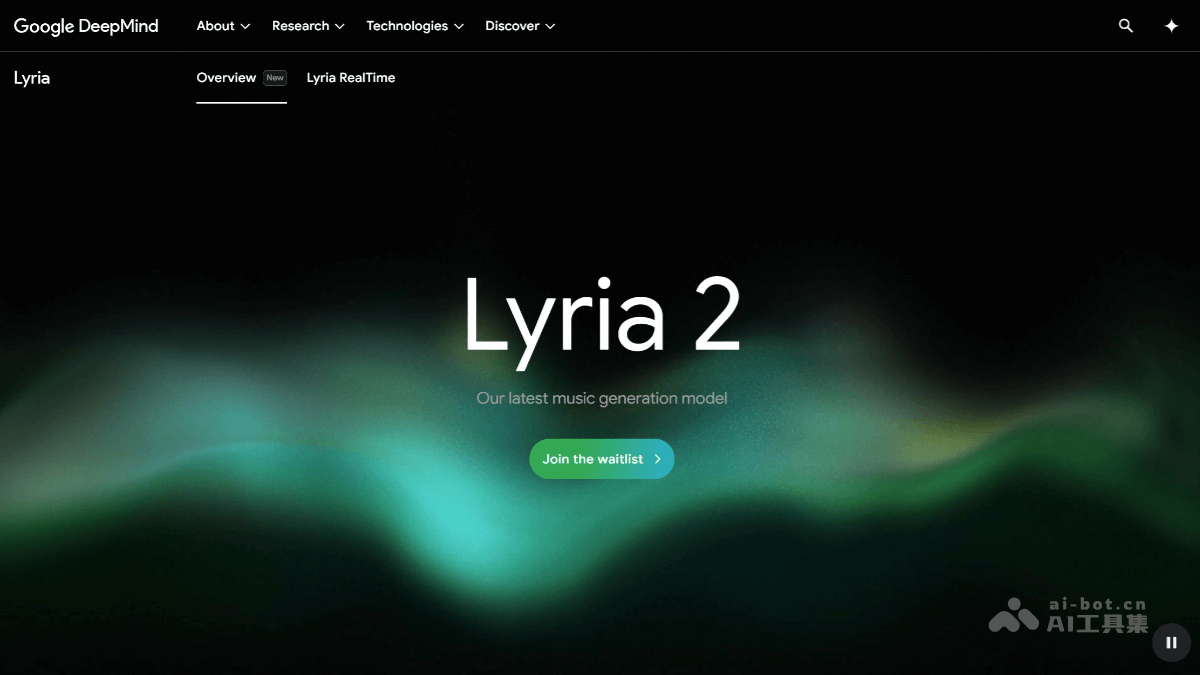 Google DeepMind About Research Technologies Discover
Lyria Overview New Lyria RealTime
Lyria 2
Our latest music generation model
Join the waitlist
ai-bot.cn
AI工具集